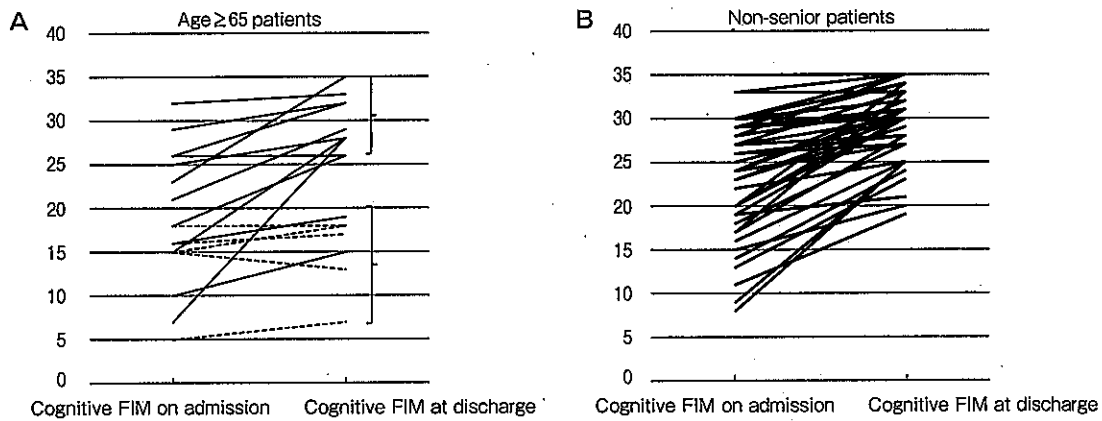 A
Age≥65 patients
40
35
30
25
20
15
10
5
0
Cognitive FIM on admission
Cognitive FIM at discharge
B
Non-senior patients
40
35
30
25
20
15
10
5
0
Cognitive FIM on admission
Cognitive FIM at discharge